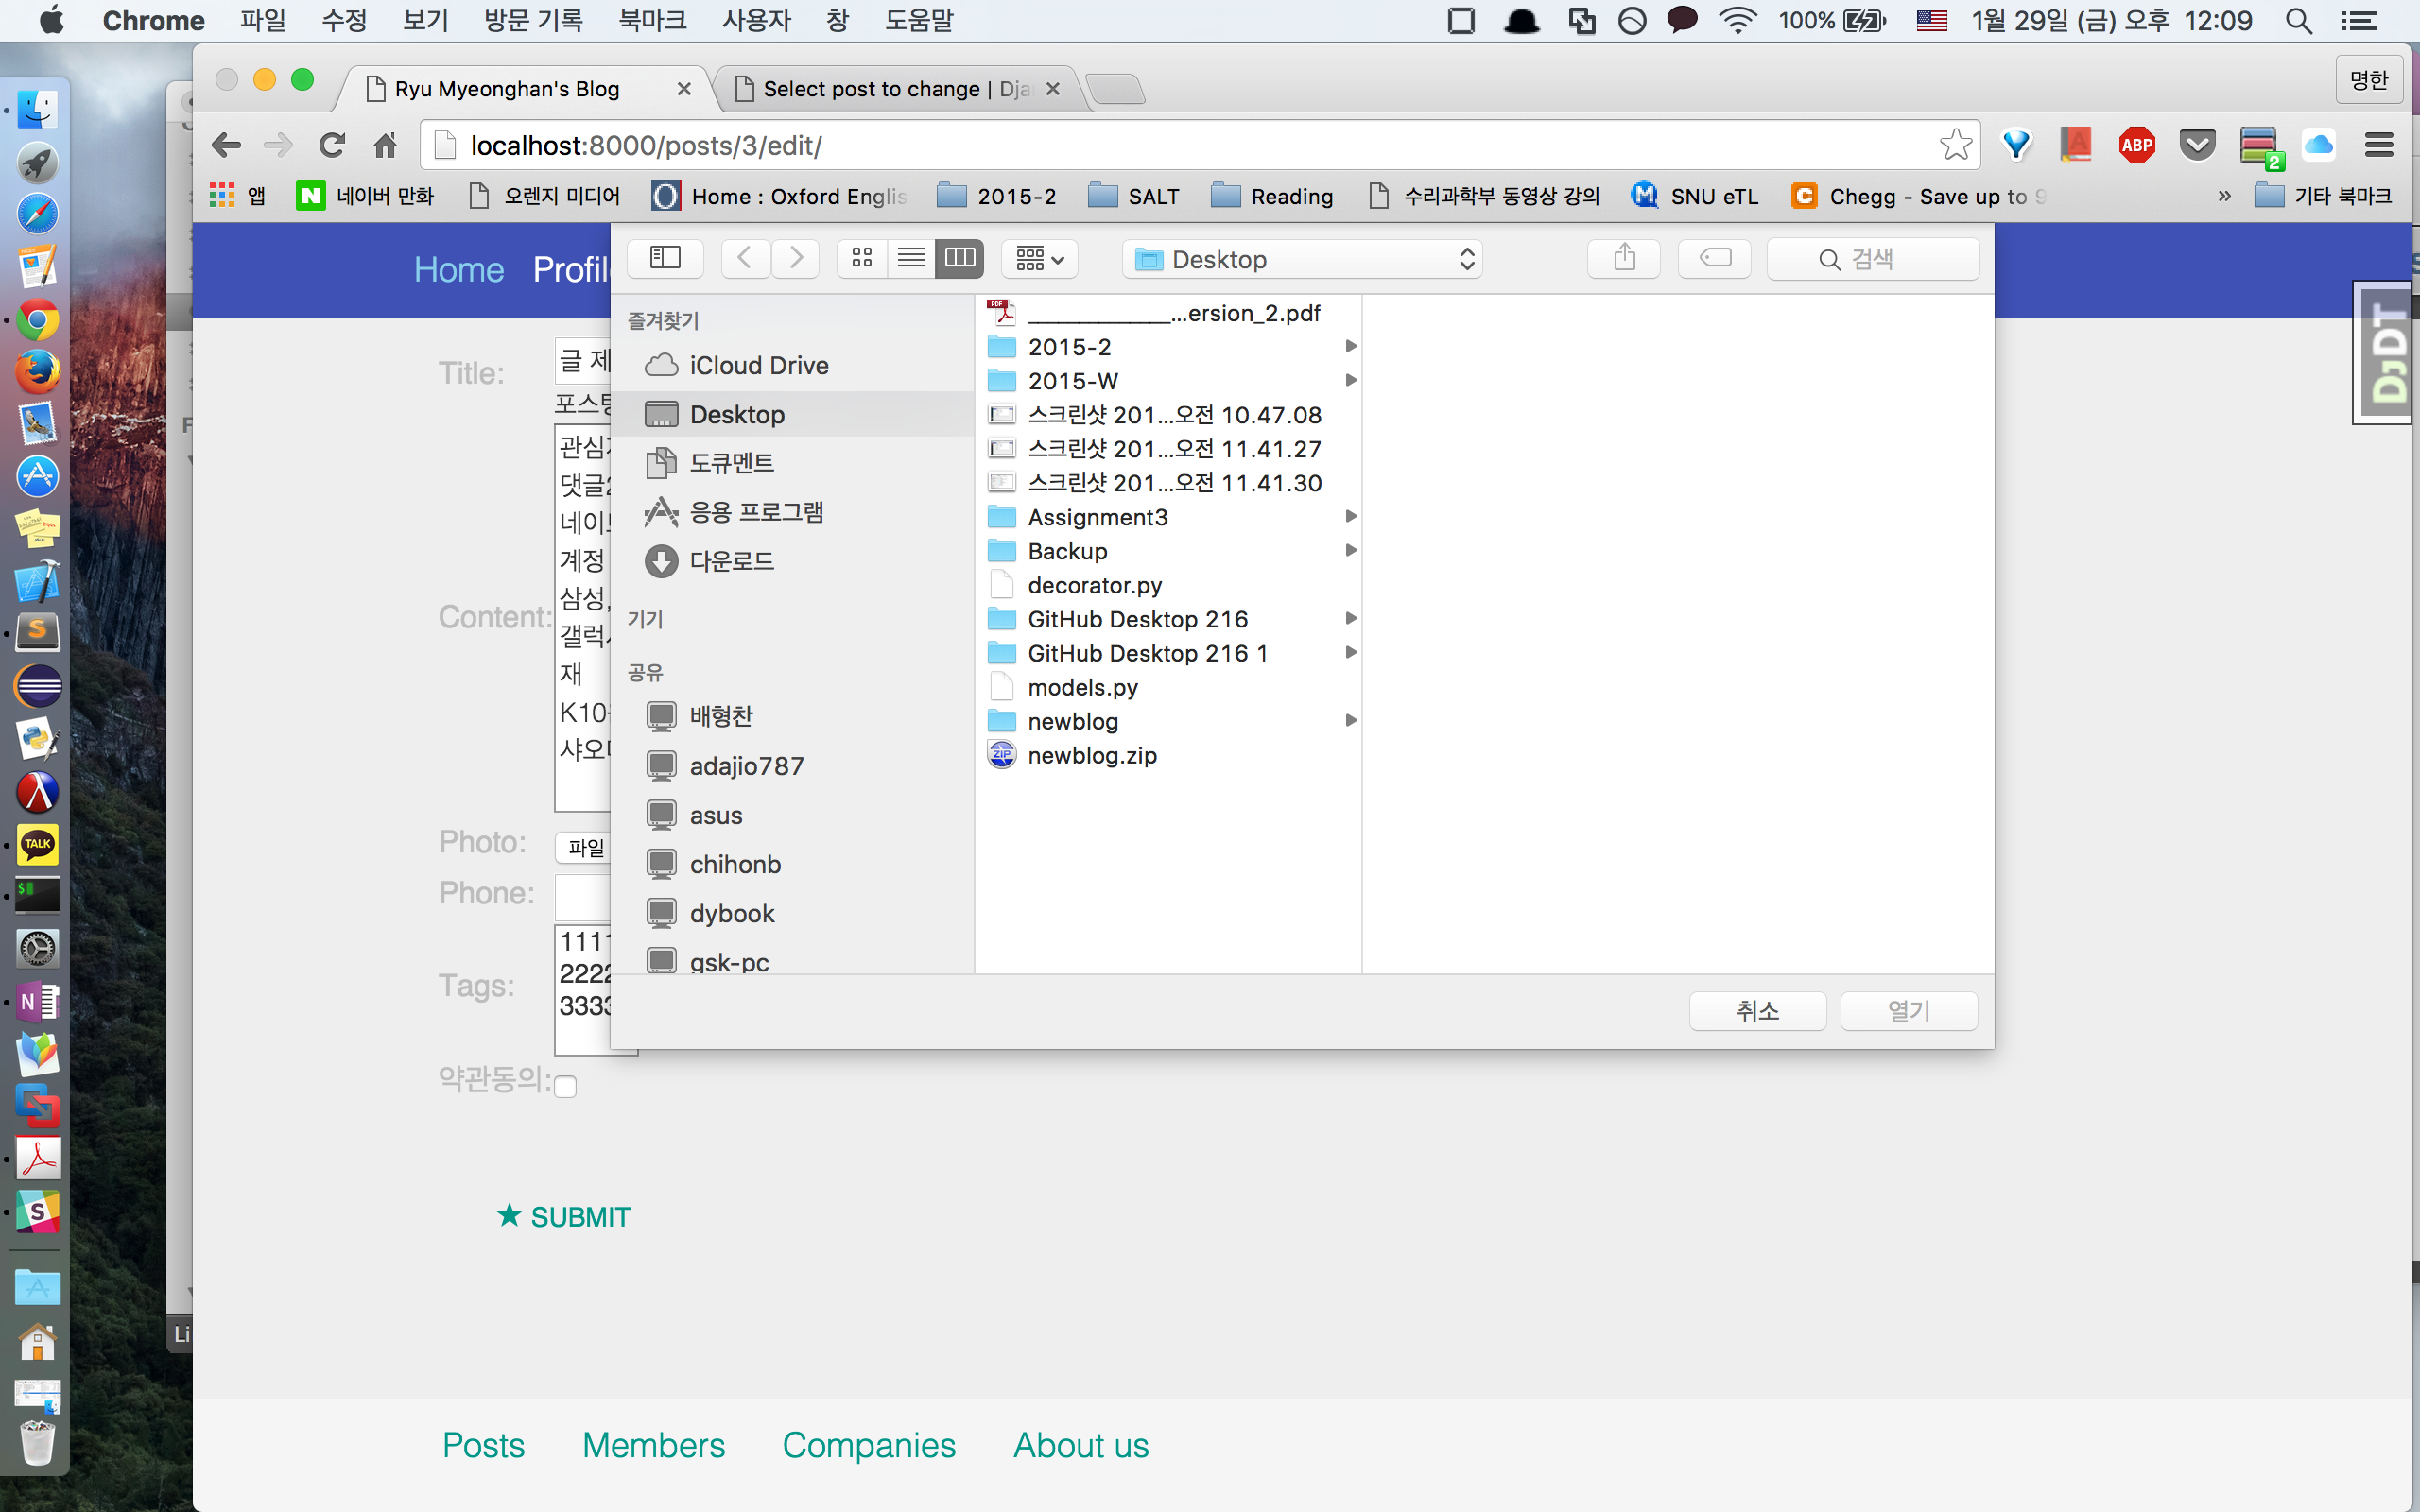 Chrome 파일 수정 보기 방문 기록 북마크 사용자 창 도움말 100% 1월 29일 (금) 오후 12:09
Ryu Myeonghan's Blog Select post to change | Dja 명한
localhost:8000/posts/3/edit/ ABP 2
앱 N 네이버 만화 오렌지 미디어 Home : Oxford Englis 2015-2 SALT Reading 수리과학부 동영상 강의 SNU eTL Chegg - Save up to 9 » 기타 북마크
Home Profile
Desktop 검색
DJDT
즐겨찾기
iCloud Drive
Desktop
도큐멘트
응용 프로그램
다운로드
기기
공유
배형찬
adajio787
asus
chihonb
dybook
gsk-pc
_____________...ersion_2.pdf
2015-2
2015-W
스크린샷 201...오전 10.47.08
스크린샷 201...오전 11.41.27
스크린샷 201...오전 11.41.30
Assignment3
Backup
decorator.py
GitHub Desktop 216
GitHub Desktop 216 1
models.py
newblog
newblog.zip
취소 열기
Title: 글 제
포스팅
Content:
관심
댓글
네이
계정
삼성,
갤럭
재
K10
샤오
Photo: 파일
Phone:
Tags:
1111
2222
3333
약관동의:
★ SUBMIT
TALK
Li
Posts Members Companies About us